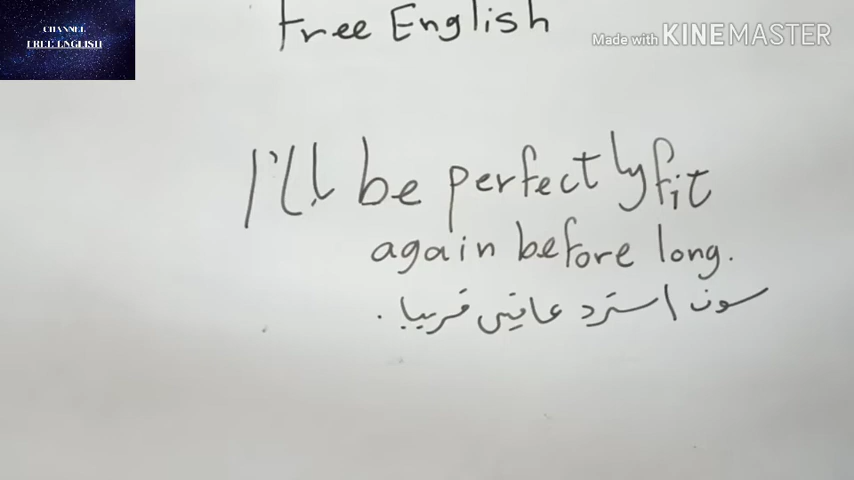 CHANNEL
FREE ENGLISH
Free English
Made with KINEMASTER
I'll be perfectly fit
again before long.
سوف استرد عافيتي قريبا.